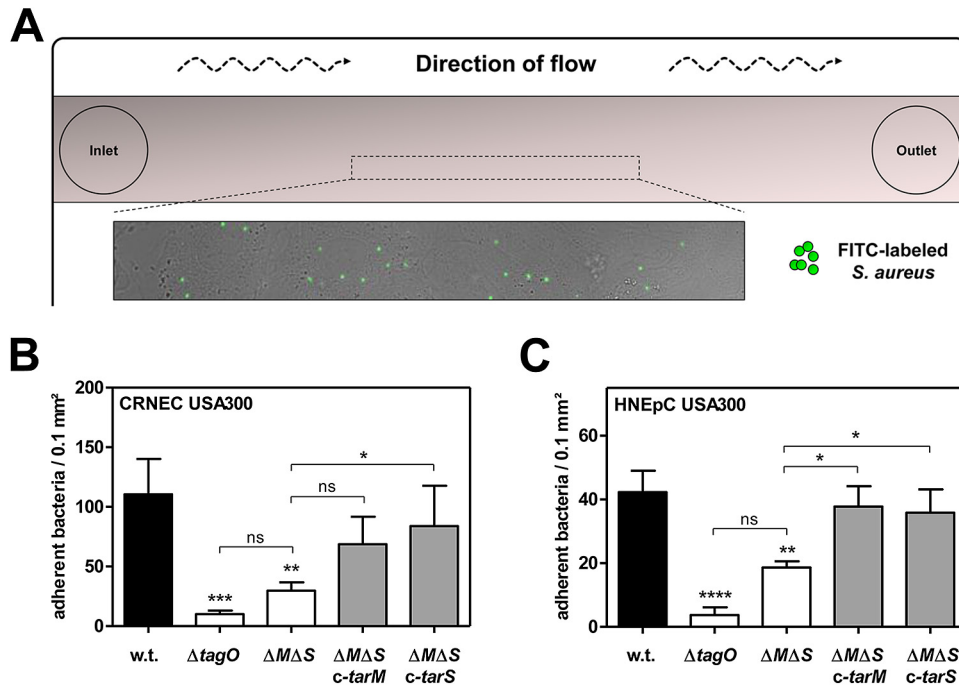 A
Direction of flow
Inlet
Outlet
FITC-labeled
S. aureus
B
CRNEC USA300
adherent bacteria / 0.1 mm²
200
150
100
50
0
***
ns
**
ns
*
w.t.
ΔtagO
ΔMΔS
ΔMΔS
c-tarM
ΔMΔS
c-tarS
C
HNEpC USA300
adherent bacteria / 0.1 mm²
60
40
20
0
****
ns
**
*
*
w.t.
ΔtagO
ΔMΔS
ΔMΔS
c-tarM
ΔMΔS
c-tarS